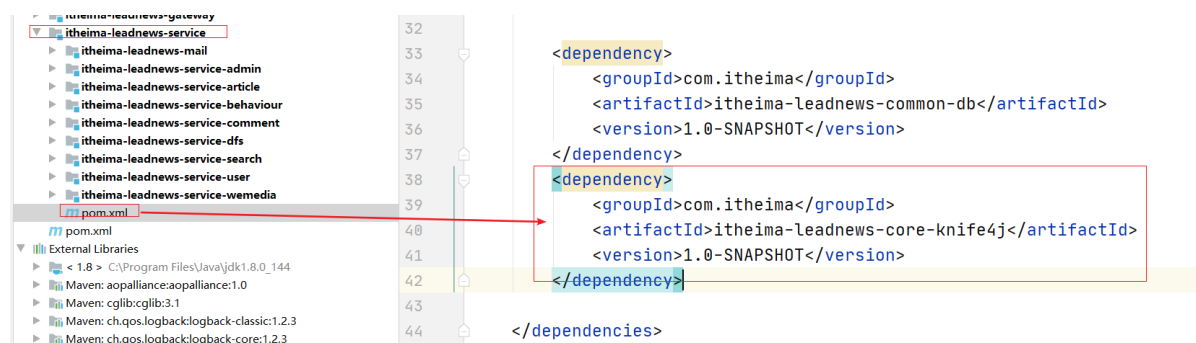 itheima-leadnews-gateway
itheima-leadnews-service
itheima-leadnews-mail
itheima-leadnews-service-admin
itheima-leadnews-service-article
itheima-leadnews-service-behaviour
itheima-leadnews-service-comment
itheima-leadnews-service-dfs
itheima-leadnews-service-search
itheima-leadnews-service-user
itheima-leadnews-service-wemedia
pom.xml
pom.xml
External Libraries
< 1.8 > C:\Program Files\Java\jdk1.8.0_144
Maven: aopalliance:aopalliance:1.0
Maven: cglib:cglib:3.1
Maven: ch.qos.logback:logback-classic:1.2.3
Maven: ch.qos.logback:logback-core:1.2.3
32
33 <dependency>
34 <groupId>com.itheima</groupId>
35 <artifactId>itheima-leadnews-common-db</artifactId>
36 <version>1.0-SNAPSHOT</version>
37 </dependency>
38 <dependency>
39 <groupId>com.itheima</groupId>
40 <artifactId>itheima-leadnews-core-knife4j</artifactId>
41 <version>1.0-SNAPSHOT</version>
42 </dependency>
43
44 </dependencies>